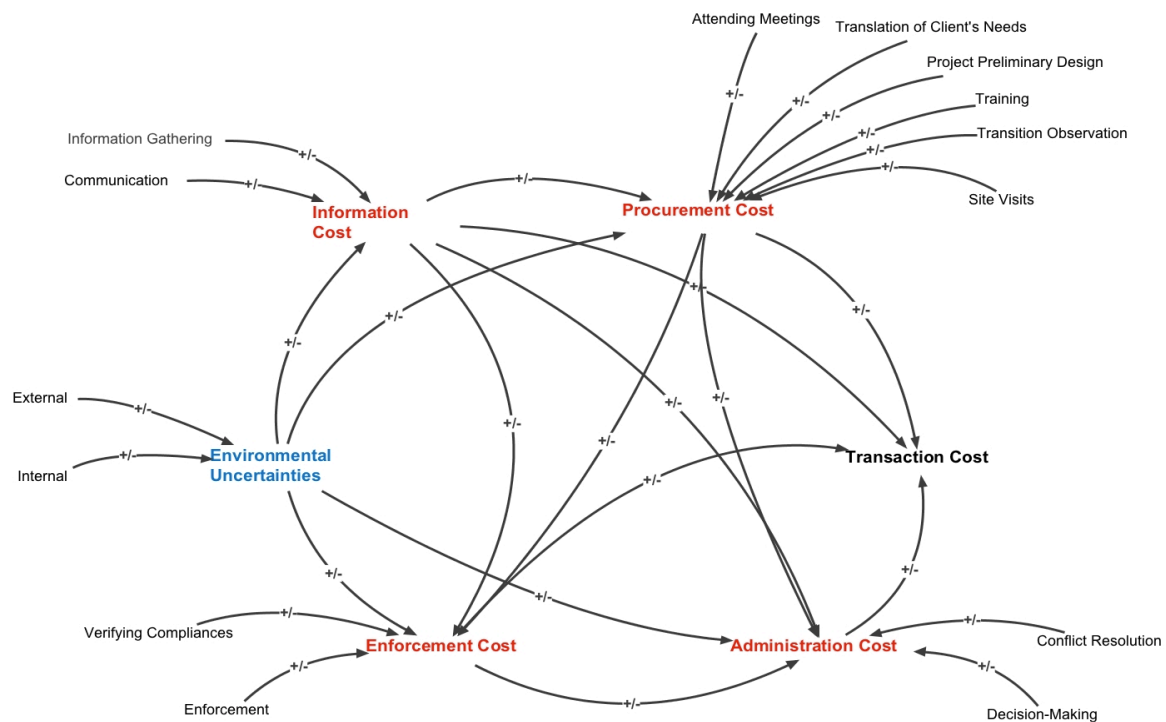 Attending Meetings
Translation of Client's Needs
Project Preliminary Design
+/-
+/-
Training
+/-
Information Gathering
+/-
Transition Observation
+/-
+/-
Communication
+/-
+/-
+/-
Site Visits
Information
Cost
Procurement Cost
+/-
+/-
+/-
+/-
External
+/-
+/-
+/-
+/-
+/-
Internal
+/-
Environmental
Uncertainties
Transaction Cost
+/-
+/-
+/-
+/-
+/-
Verifying Compliances
+/-
Conflict Resolution
Enforcement Cost
Administration Cost
+/-
+/-
Enforcement
+/-
Decision-Making